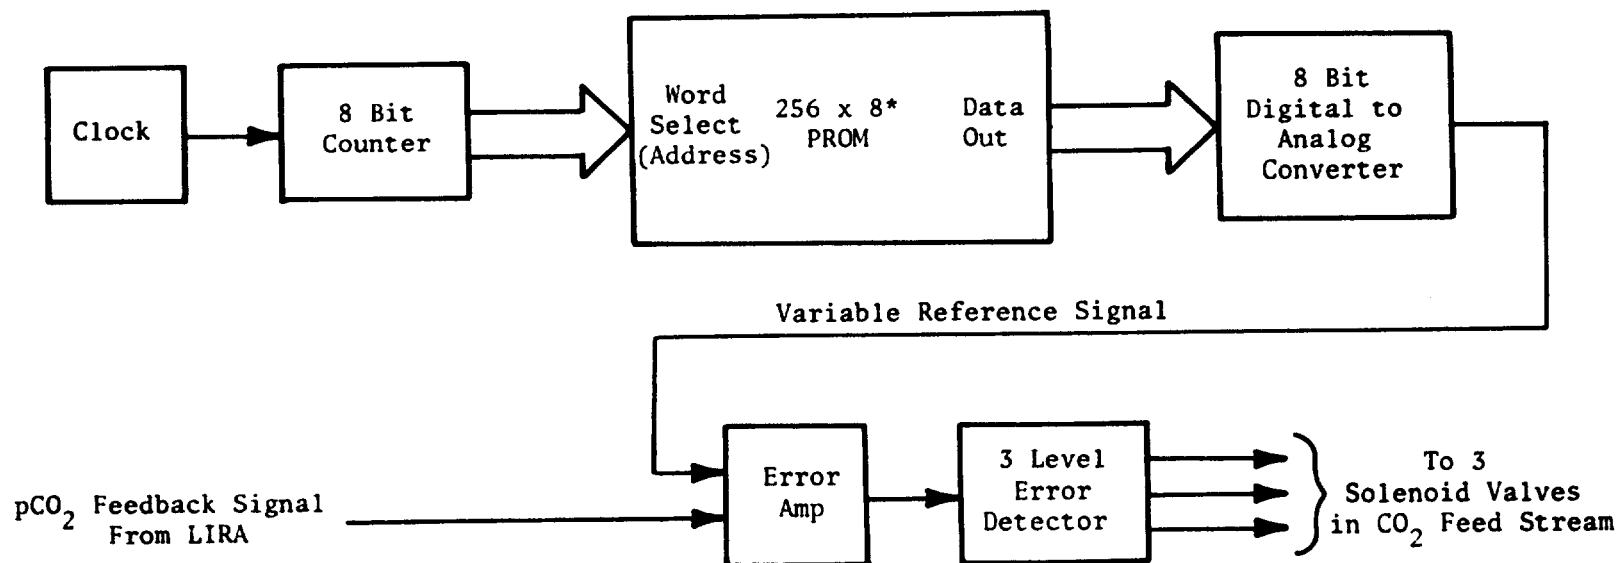 Clock
8 Bit
Counter
Word
Select
(Address)
256 x 8*
PROM
Data
Out
8 Bit
Digital to
Analog
Converter
Variable Reference Signal
pCO2 Feedback Signal
From LIRA
Error
Amp
3 Level
Error
Detector
To 3
Solenoid Valves
in CO2 Feed Stream